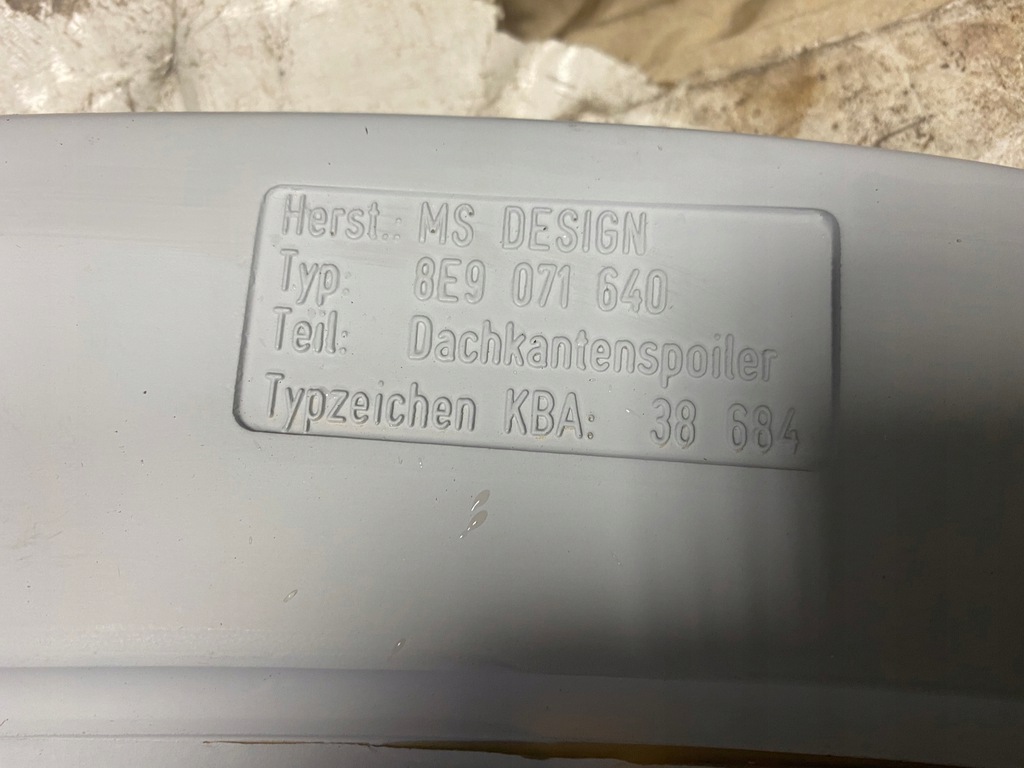 Herst.: MS DESIGN
Typ: 8E9 071 640
Teil: Dachkantenspoiler
Typzeichen KBA: 38 684